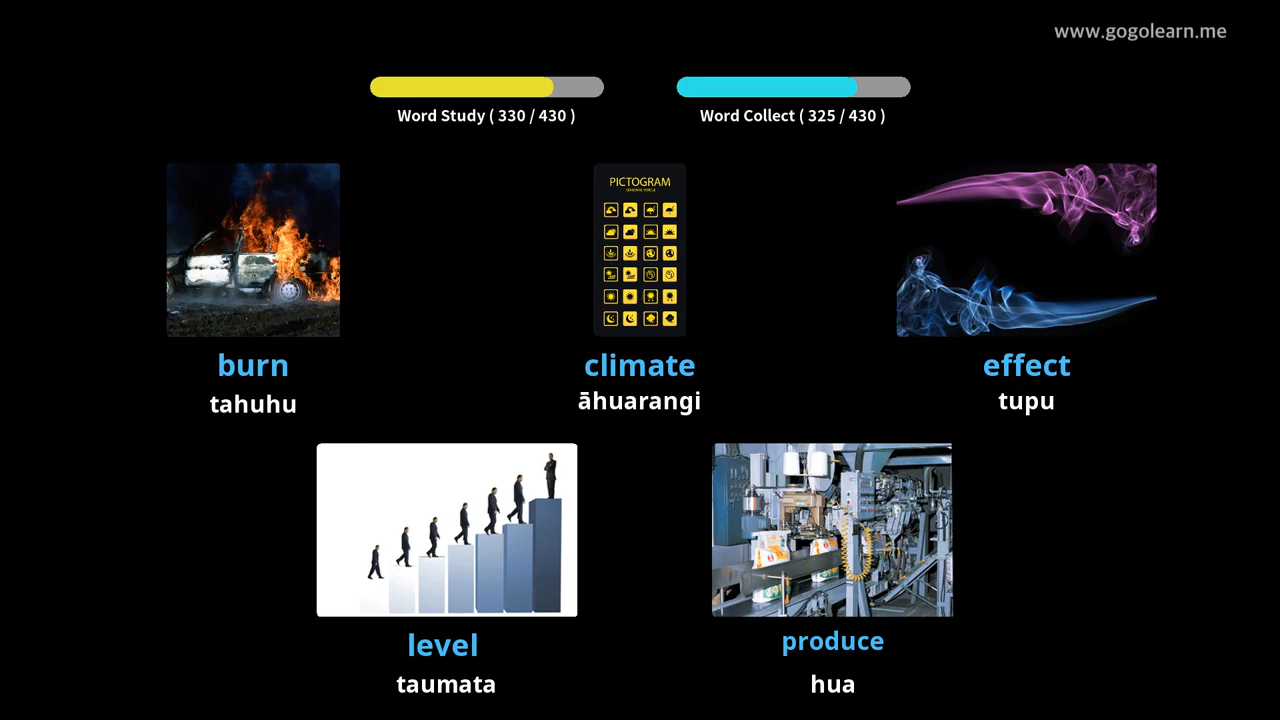 www.gogolearn.me
Word Study ( 330 / 430 )
Word Collect ( 325 / 430 )
PICTOGRAM
burn
tahuhu
climate
āhuarangi
effect
tupu
level
taumata
produce
hua